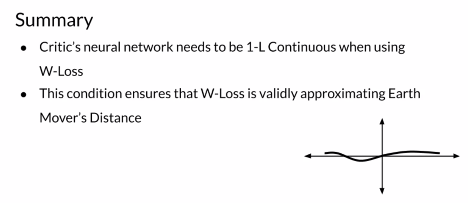 Summary
● Critic's neural network needs to be 1-L Continuous when using
W-Loss
● This condition ensures that W-Loss is validly approximating Earth
Mover's Distance